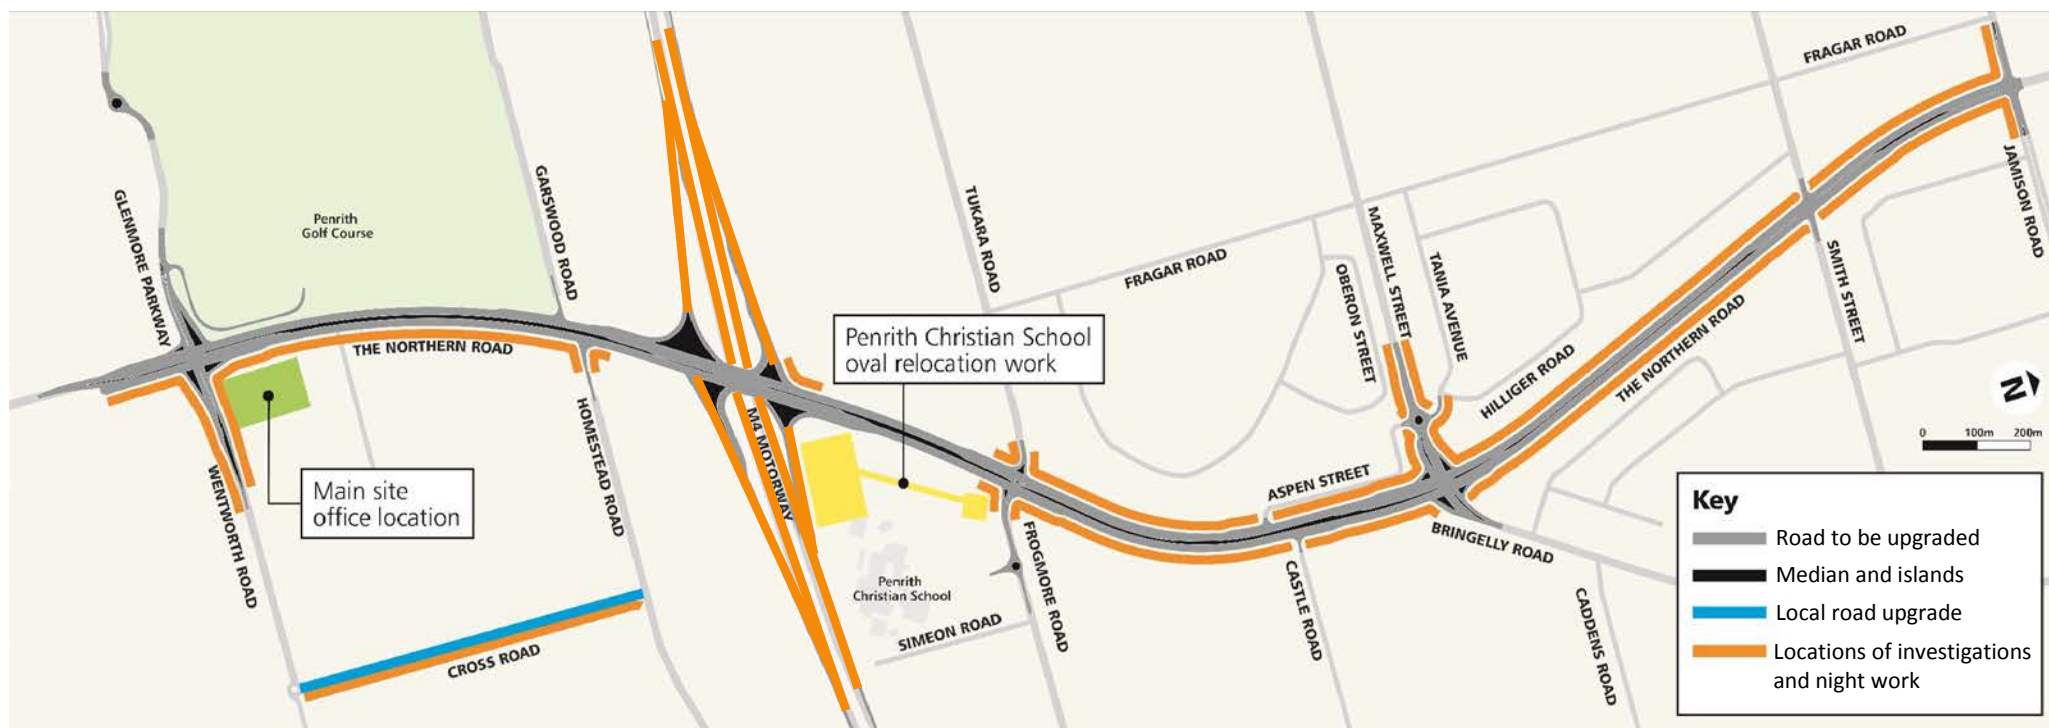 FRAGAR ROAD
GLENMORE PARKWAY
Penrith
Golf Course
GARSWOOD ROAD
TUKARA ROAD
FRAGAR ROAD
OBERON STREET
MAXWELL STREET
TANIA AVENUE
JAMISON ROAD
SMITH STREET
THE NORTHERN ROAD
Penrith Christian School
oval relocation work
HILLIGER ROAD
THE NORTHERN ROAD
N
0 100m 200m
Main site
office location
WENTWORTH ROAD
HOMESTEAD ROAD
M4 MOTORWAY
ASPEN STREET
BRINGELLY ROAD
FROGMORE ROAD
CASTLE ROAD
CADDENS ROAD
Penrith
Christian School
SIMEON ROAD
CROSS ROAD
Key
Road to be upgraded
Median and islands
Local road upgrade
Locations of investigations
and night work